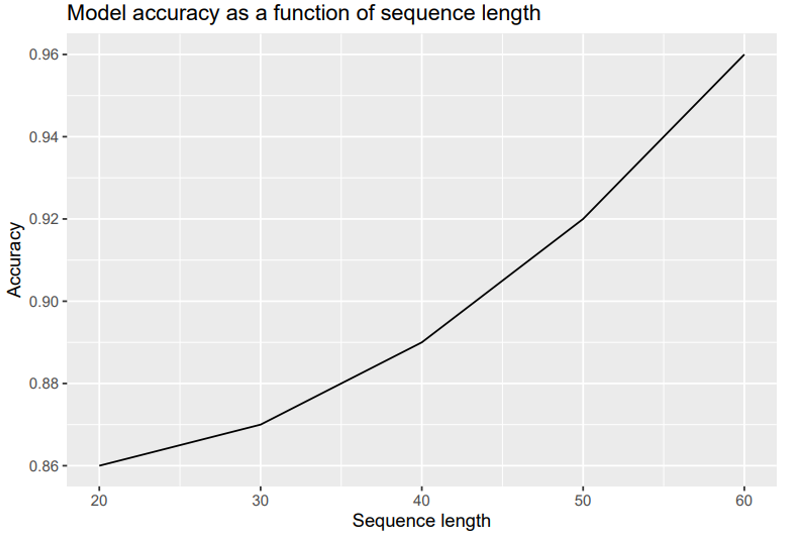 Model accuracy as a function of sequence length
0.96
0.94
0.92
0.90
0.88
0.86
Accuracy
20 30 40 50 60
Sequence length